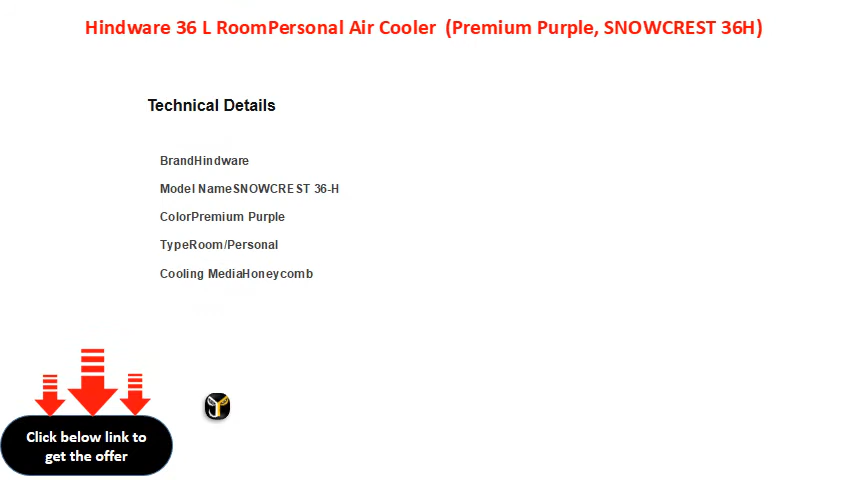 Hindware 36 L RoomPersonal Air Cooler (Premium Purple, SNOWCREST 36H)
Technical Details
BrandHindware
Model NameSNOWCREST 36-H
ColorPremium Purple
TypeRoom/Personal
Cooling MediaHoneycomb
Click below link to
get the offer